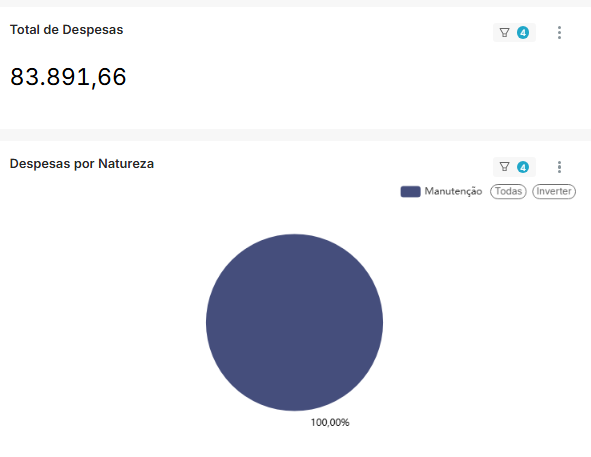 Total de Despesas
4
83.891,66
Despesas por Natureza
4
Manutenção Todas Inverter
100,00%